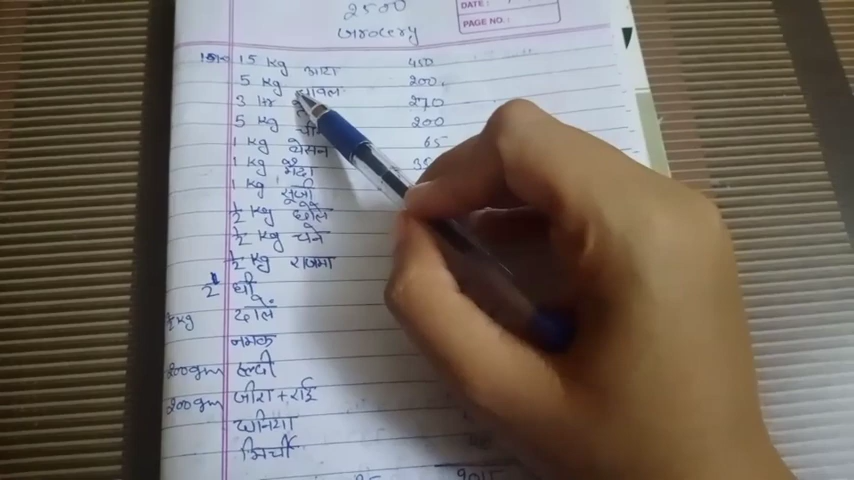 DATE:
PAGE NO.:
2500
Grocery
15 kg आटा 450
5 kg चावल 200
3 ltr 270
5 kg 200
1 kg बेसन 65
1 kg मैदा
1 kg सूजी
1/2 kg छोले
1/2 kg चने
1/2 kg राजमा
घी
दालें
नमक
200gm हल्दी
200gm जीरा + राई
धनिया
मिर्ची